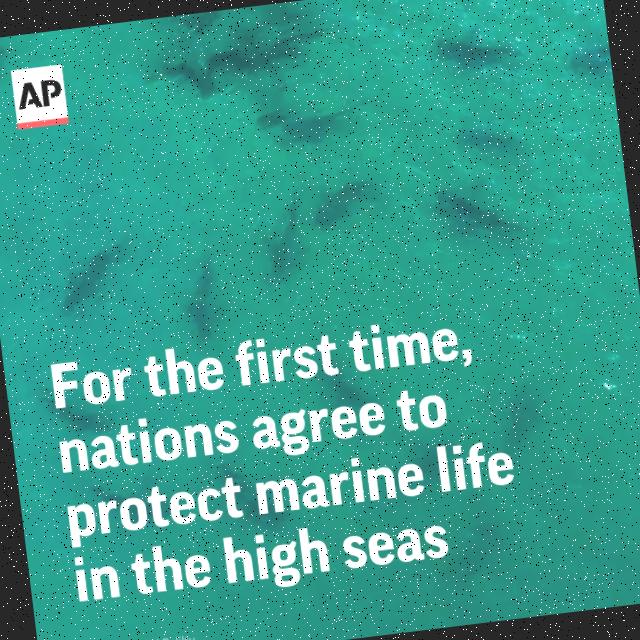 AP
For the first time,
nations agree to
protect marine life
in the high seas